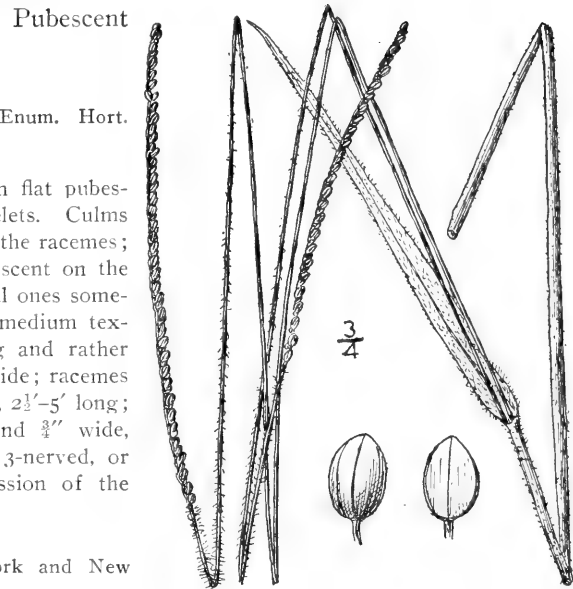 Pubescent
Enum. Hort.
n flat pubes-
elets. Culms
the racemes;
scent on the
l ones some-
medium tex-
g and rather
ide; racemes
, 2½′–5′ long;
nd ¾″ wide,
3-nerved, or
ssion of the
rk and New
3/4